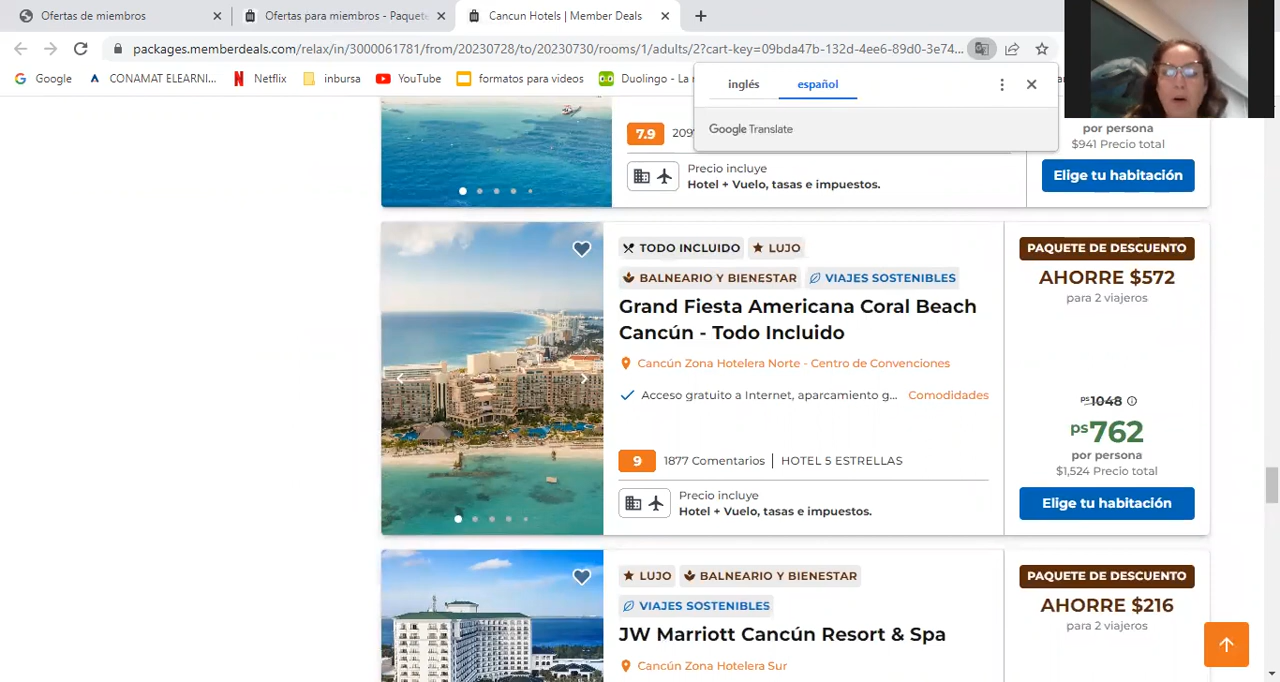 Ofertas de miembros
Ofertas para miembros - Paquet
Cancun Hotels | Member Deals
packages.memberdeals.com/relax/in/3000061781/from/20230728/to/20230730/rooms/1/adults/2?cart-key=09bda47b-132d-4ee6-89d0-3e74...
Google
CONAMAT ELEARNI...
Netflix
inbursa
YouTube
formatos para videos
Duolingo - La
inglés
español
Google Translate
7.9
209
Precio incluye
Hotel + Vuelo, tasas e impuestos.
por persona
$941 Precio total
Elige tu habitación
TODO INCLUIDO
LUJO
BALNEARIO Y BIENESTAR
VIAJES SOSTENIBLES
Grand Fiesta Americana Coral Beach
Cancún - Todo Incluido
Cancún Zona Hotelera Norte - Centro de Convenciones
Acceso gratuito a Internet, aparcamiento g...
Comodidades
9
1877 Comentarios | HOTEL 5 ESTRELLAS
Precio incluye
Hotel + Vuelo, tasas e impuestos.
PAQUETE DE DESCUENTO
AHORRE $572
para 2 viajeros
ps1048
ps762
por persona
$1,524 Precio total
Elige tu habitación
LUJO
BALNEARIO Y BIENESTAR
VIAJES SOSTENIBLES
JW Marriott Cancún Resort & Spa
Cancún Zona Hotelera Sur
PAQUETE DE DESCUENTO
AHORRE $216
para 2 viajeros